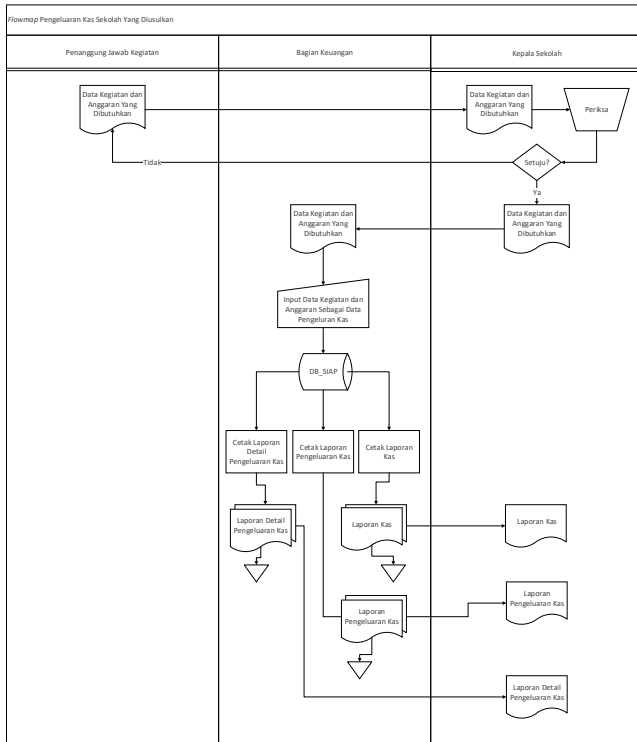 Flowmap Pengeluaran Kas Sekolah Yang Diusulkan
Penanggung Jawab Kegiatan
Bagian Keuangan
Kepala Sekolah
Data Kegiatan dan
Anggaran Yang
Dibutuhkan
Data Kegiatan dan
Anggaran Yang
Dibutuhkan
Periksa
Tidak
Setuju?
Ya
Data Kegiatan dan
Anggaran Yang
Dibutuhkan
Data Kegiatan dan
Anggaran Yang
Dibutuhkan
Input Data Kegiatan dan
Anggaran Sebagai Data
Pengeluran Kas
DB_SIAP
Cetak Laporan
Detail
Pengeluaran Kas
Cetak Laporan
Pengeluaran Kas
Cetak Laporan
Kas
Laporan Detail
Pengeluaran Kas
Laporan Kas
Laporan Kas
Laporan
Pengeluaran Kas
Laporan
Pengeluaran Kas
Laporan Detail
Pengeluaran Kas